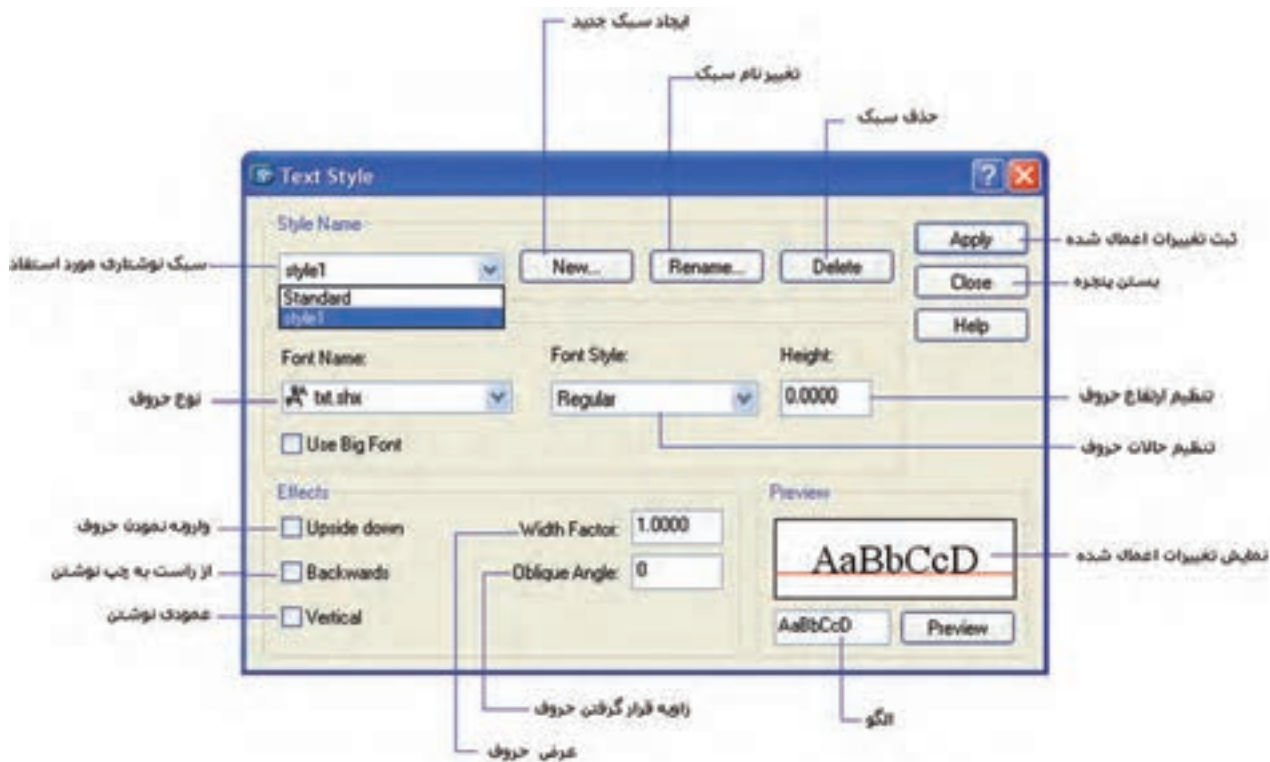 ایجاد سبک جدید
تغییر نام سبک
حذف سبک
Text Style
Style Name
سبک نوشتاری مورد استفاده
style1
New...
Rename...
Delete
Apply
ثبت تغییرات اعمال شده
Standard
style1
Close
بستن پنجره
Help
Font Name:
Font Style:
Height:
نوع حروف
txt.shx
Regular
0.0000
تنظیم ارتفاع حروف
Use Big Font
تنظیم حالات حروف
Effects
Preview
وارونه نمودن حروف
Upside down
Width Factor:
1.0000
AaBbCcD
نمایش تغییرات اعمال شده
از راست به چپ نوشتن
Backwards
Oblique Angle:
0
عمودی نوشتن
Vertical
AaBbCcD
Preview
زاویه قرار گرفتن حروف
الگو
عرض حروف